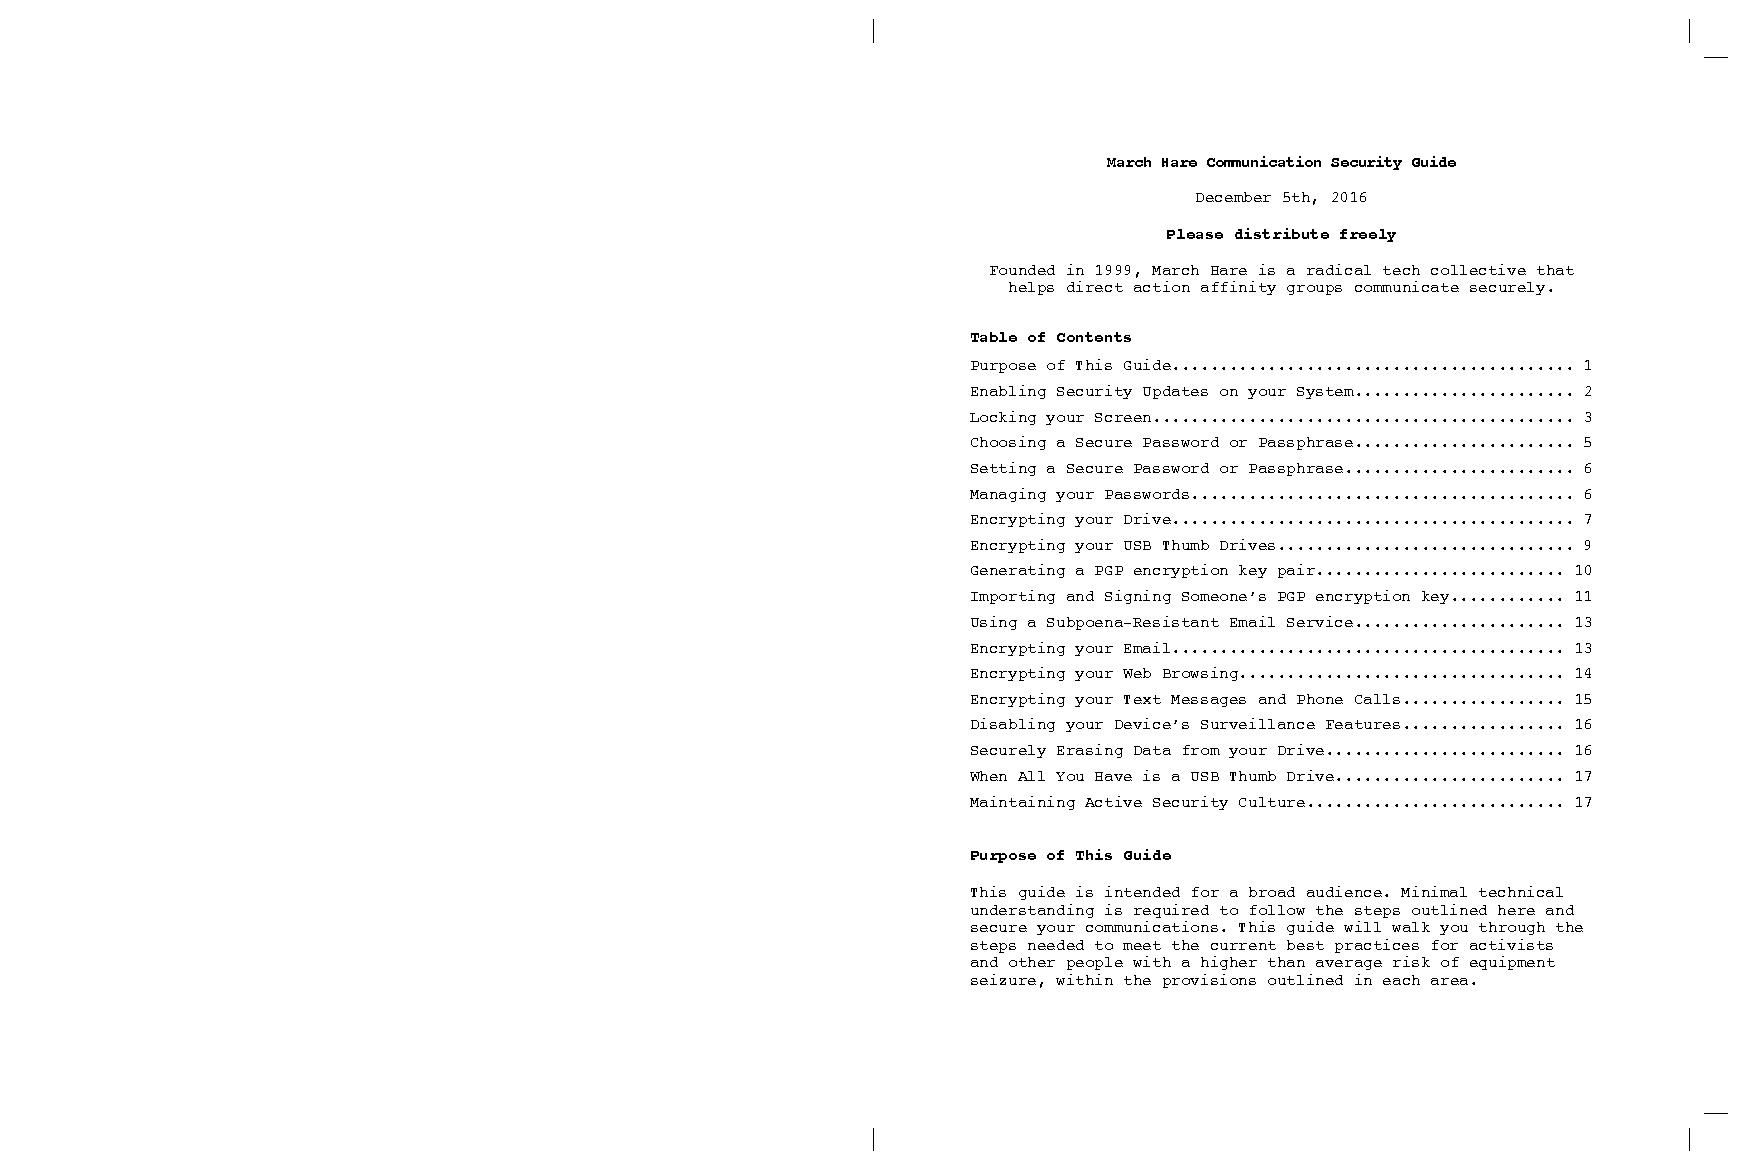 March Hare Communication Security Guide
December 5th, 2016
Please distribute freely
Founded in 1999, March Hare is a radical tech collective that
helps direct action affinity groups communicate securely.
Table of Contents
Purpose of This Guide.......................................... 1
Enabling Security Updates on your System....................... 2
Locking your Screen............................................ 3
Choosing a Secure Password or Passphrase....................... 5
Setting a Secure Password or Passphrase........................ 6
Managing your Passwords........................................ 6
Encrypting your Drive.......................................... 7
Encrypting your USB Thumb Drives............................... 9
Generating a PGP encryption key pair.......................... 10
Importing and Signing Someone's PGP encryption key............ 11
Using a Subpoena-Resistant Email Service...................... 13
Encrypting your Email......................................... 13
Encrypting your Web Browsing.................................. 14
Encrypting your Text Messages and Phone Calls................. 15
Disabling your Device's Surveillance Features................. 16
Securely Erasing Data from your Drive......................... 16
When All You Have is a USB Thumb Drive........................ 17
Maintaining Active Security Culture........................... 17
Purpose of This Guide
This guide is intended for a broad audience. Minimal technical
understanding is required to follow the steps outlined here and
secure your communications. This guide will walk you through the
steps needed to meet the current best practices for activists
and other people with a higher than average risk of equipment
seizure, within the provisions outlined in each area.